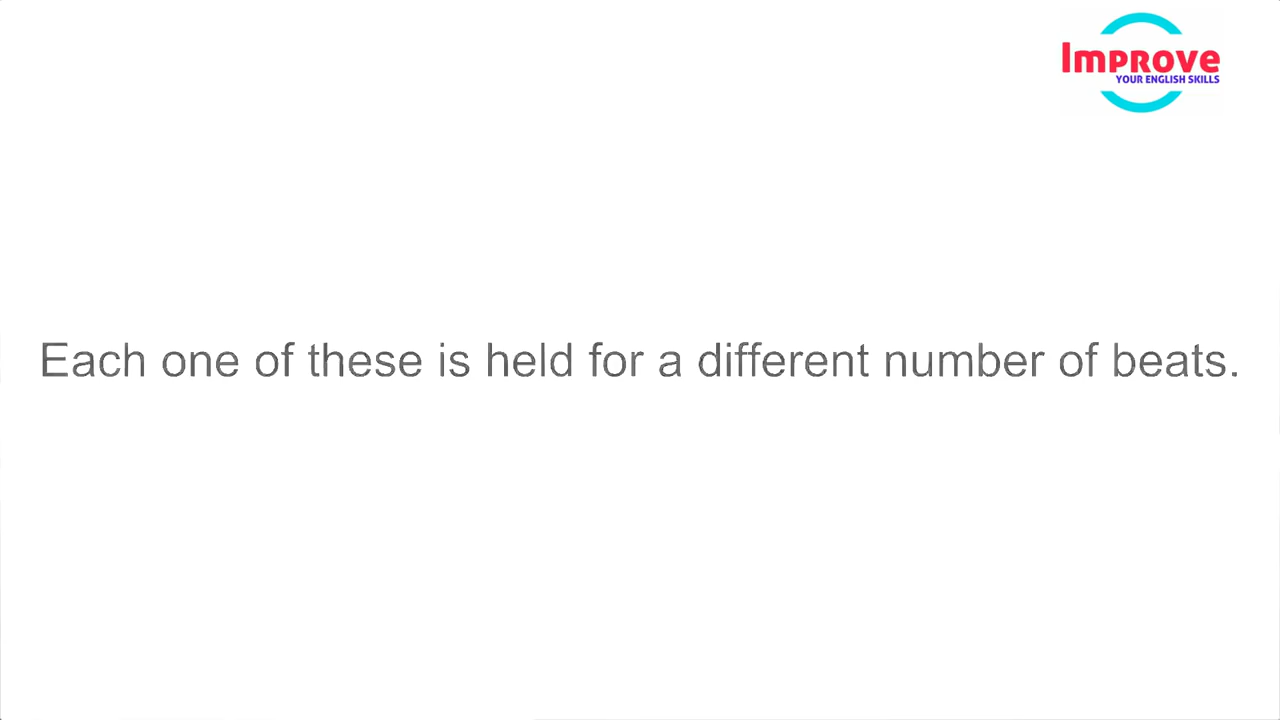 Improve
YOUR ENGLISH SKILLS
Each one of these is held for a different number of beats.